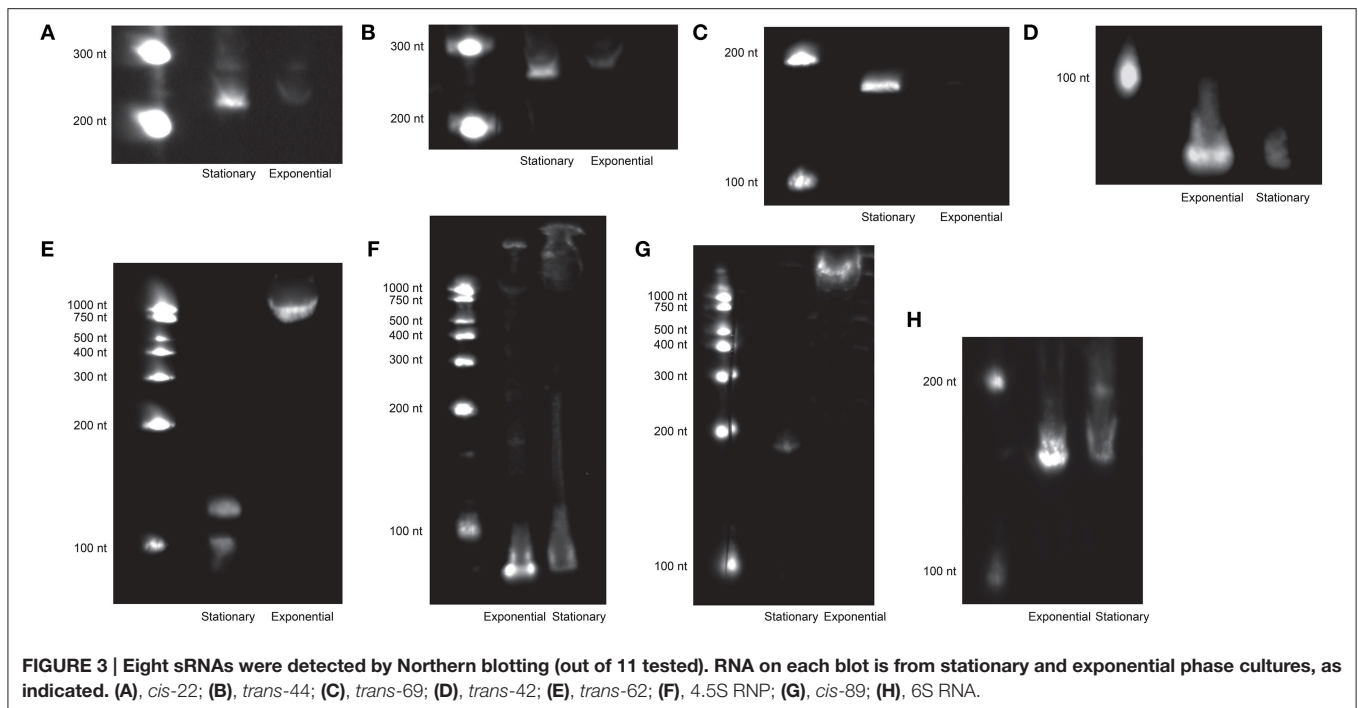 A
300 nt
200 nt
Stationary Exponential
B
300 nt
200 nt
Stationary Exponential
C
200 nt
100 nt
Stationary Exponential
D
100 nt
Exponential Stationary
E
1000 nt
750 nt
500 nt
400 nt
300 nt
200 nt
100 nt
Stationary Exponential
F
1000 nt
750 nt
500 nt
400 nt
300 nt
200 nt
100 nt
Exponential Stationary
G
1000 nt
750 nt
500 nt
400 nt
300 nt
200 nt
100 nt
Stationary Exponential
H
200 nt
100 nt
Exponential Stationary
FIGURE 3 | Eight sRNAs were detected by Northern blotting (out of 11 tested). RNA on each blot is from stationary and exponential phase cultures, as
indicated. (A), cis-22; (B), trans-44; (C), trans-69; (D), trans-42; (E), trans-62; (F), 4.5S RNP; (G), cis-89; (H), 6S RNA.